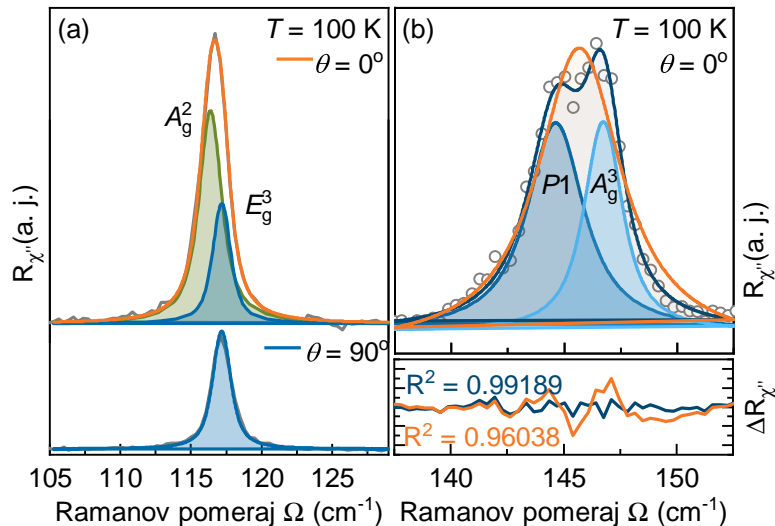 (a)
T = 100 K
θ = 0°
A²g
E³g
θ = 90°
Rχ''(a. j.)
105 110 115 120 125
Ramanov pomeraj Ω (cm⁻¹)
(b)
T = 100 K
θ = 0°
P1
A³g
Rχ''(a. j.)
R² = 0.99189
R² = 0.96038
ΔRχ''
140 145 150
Ramanov pomeraj Ω (cm⁻¹)